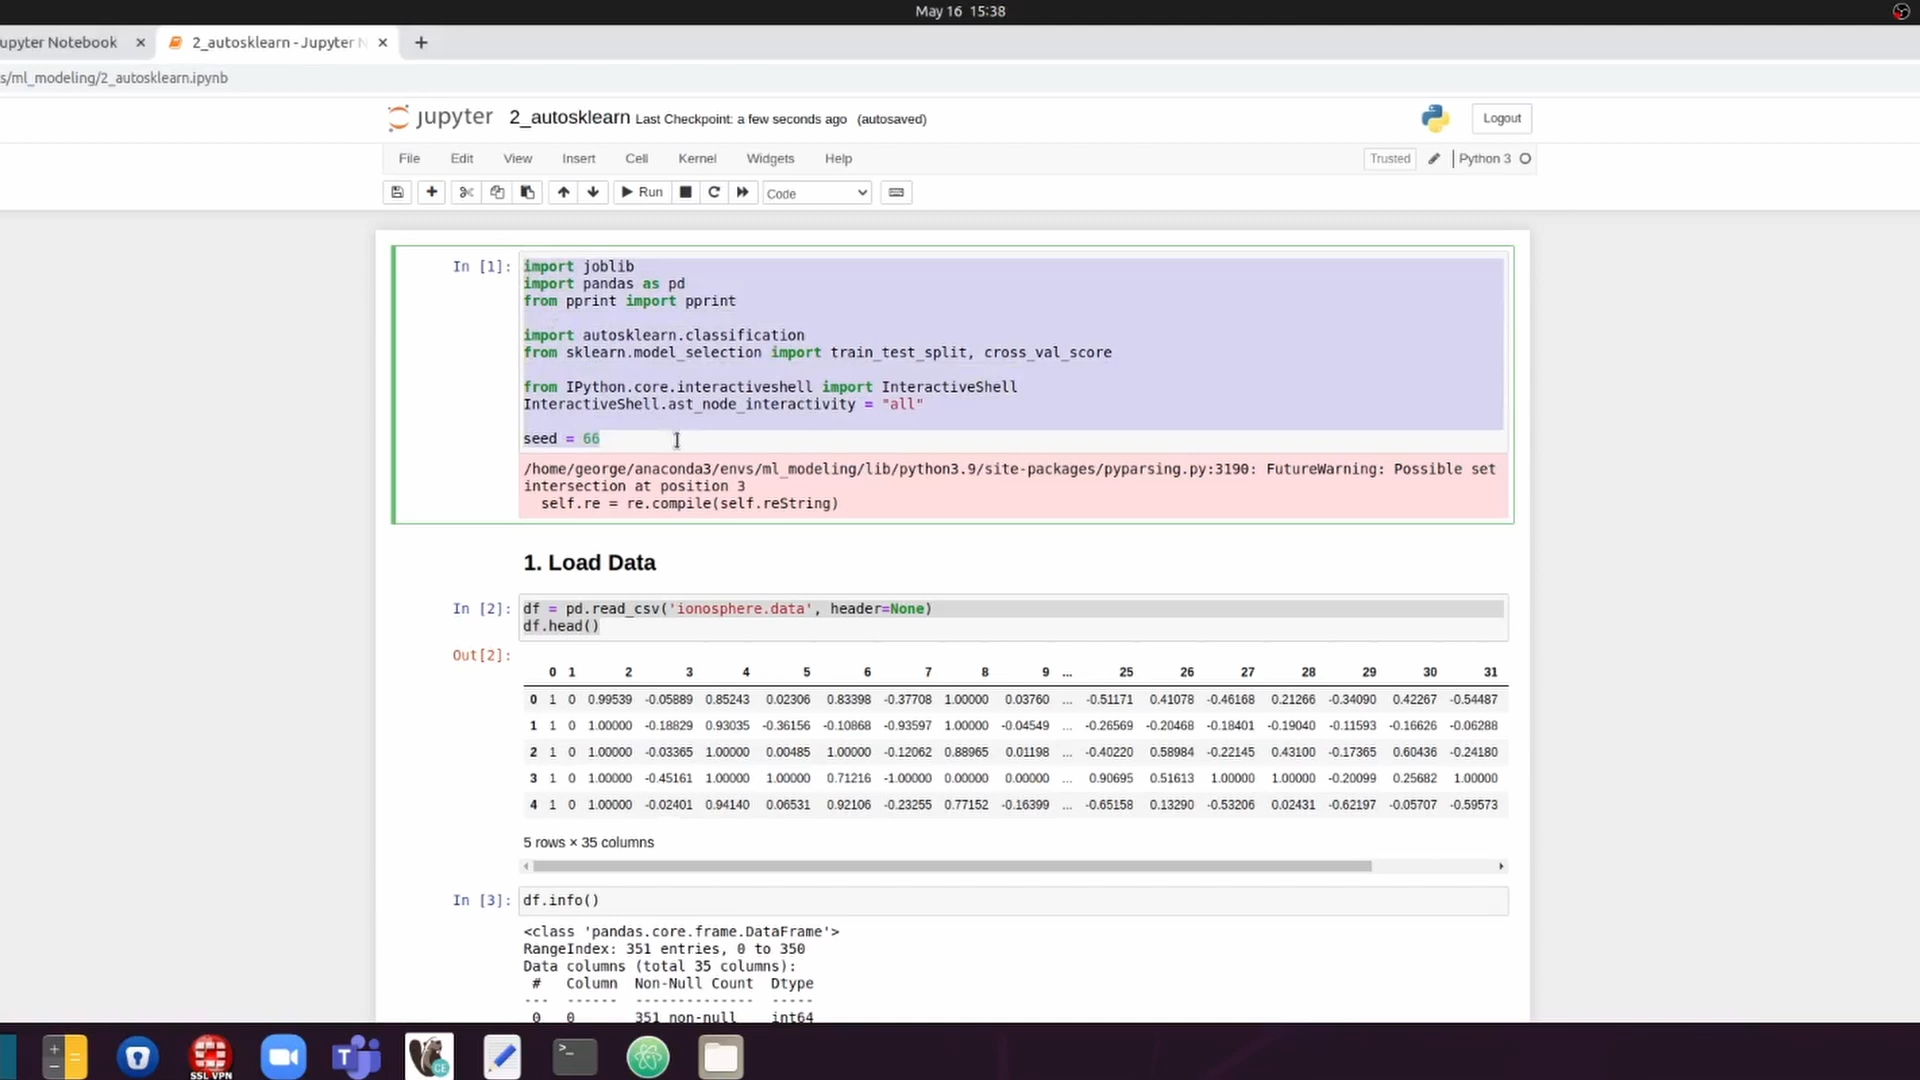 May 16 15:38
upyter Notebook
2_autosklearn - Jupyter N
s/ml_modeling/2_autosklearn.ipynb
jupyter 2_autosklearn Last Checkpoint: a few seconds ago (autosaved)
Logout
File Edit View Insert Cell Kernel Widgets Help
Trusted
Python 3
Run
Code
In [1]: import joblib
import pandas as pd
from pprint import pprint
import autosklearn.classification
from sklearn.model_selection import train_test_split, cross_val_score
from IPython.core.interactiveshell import InteractiveShell
InteractiveShell.ast_node_interactivity = "all"
seed = 66
/home/george/anaconda3/envs/ml_modeling/lib/python3.9/site-packages/pyparsing.py:3190: FutureWarning: Possible set
intersection at position 3
self.re = re.compile(self.reString)
1. Load Data
In [2]: df = pd.read_csv('ionosphere.data', header=None)
df.head()
Out[2]:
0 1 2 3 4 5 6 7 8 9 ... 25 26 27 28 29 30 31
0 1 0 0.99539 -0.05889 0.85243 0.02306 0.83398 -0.37708 1.00000 0.03760 ... -0.51171 0.41078 -0.46168 0.21266 -0.34090 0.42267 -0.54487
1 1 0 1.00000 -0.18829 0.93035 -0.36156 -0.10868 -0.93597 1.00000 -0.04549 ... -0.26569 -0.20468 -0.18401 -0.19040 -0.11593 -0.16626 -0.06288
2 1 0 1.00000 -0.03365 1.00000 0.00485 1.00000 -0.12062 0.88965 0.01198 ... -0.40220 0.58984 -0.22145 0.43100 -0.17365 0.60436 -0.24180
3 1 0 1.00000 -0.45161 1.00000 1.00000 0.71216 -1.00000 0.00000 0.00000 ... 0.90695 0.51613 1.00000 1.00000 -0.20099 0.25682 1.00000
4 1 0 1.00000 -0.02401 0.94140 0.06531 0.92106 -0.23255 0.77152 -0.16399 ... -0.65158 0.13290 -0.53206 0.02431 -0.62197 -0.05707 -0.59573
5 rows × 35 columns
In [3]: df.info()
<class 'pandas.core.frame.DataFrame'>
RangeIndex: 351 entries, 0 to 350
Data columns (total 35 columns):
# Column Non-Null Count Dtype
--- ------ -------------- -----
0 0 351 non-null int64
SSL VPN
T
CE
>_